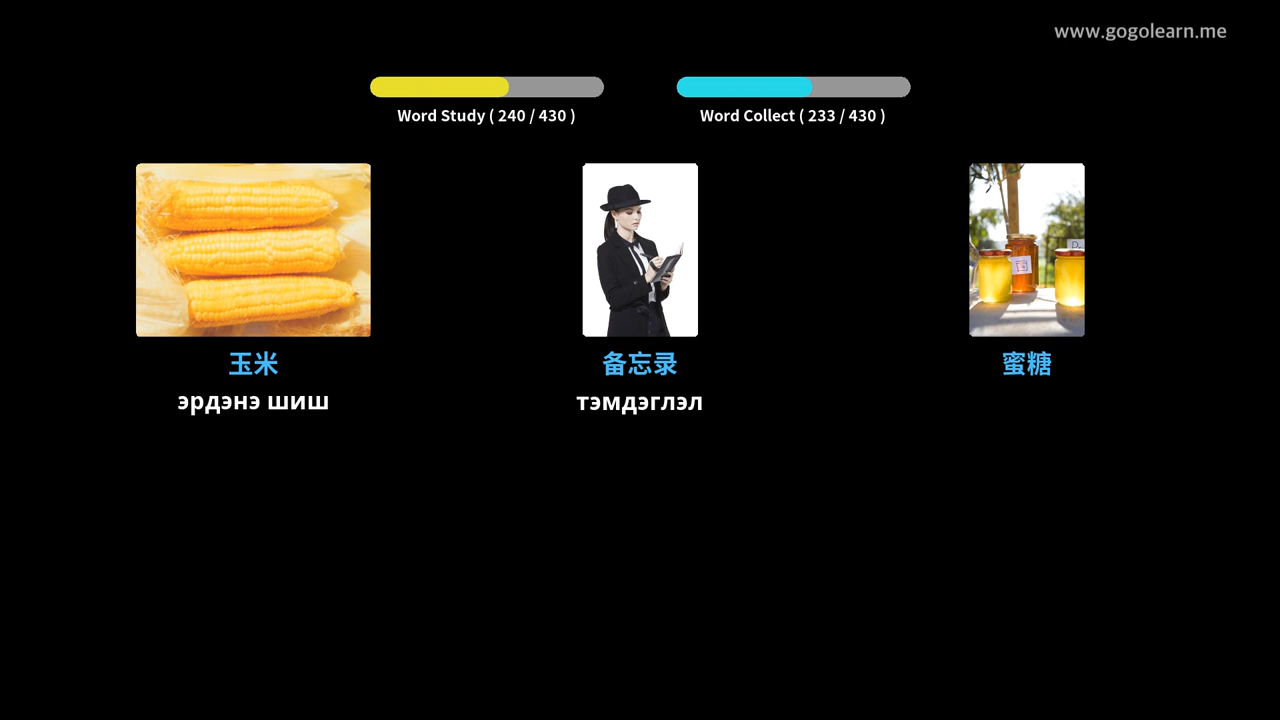 www.gogolearn.me
Word Study ( 240 / 430 )
Word Collect ( 233 / 430 )
玉米
备忘录
蜜糖
эрдэнэ шиш
тэмдэглэл